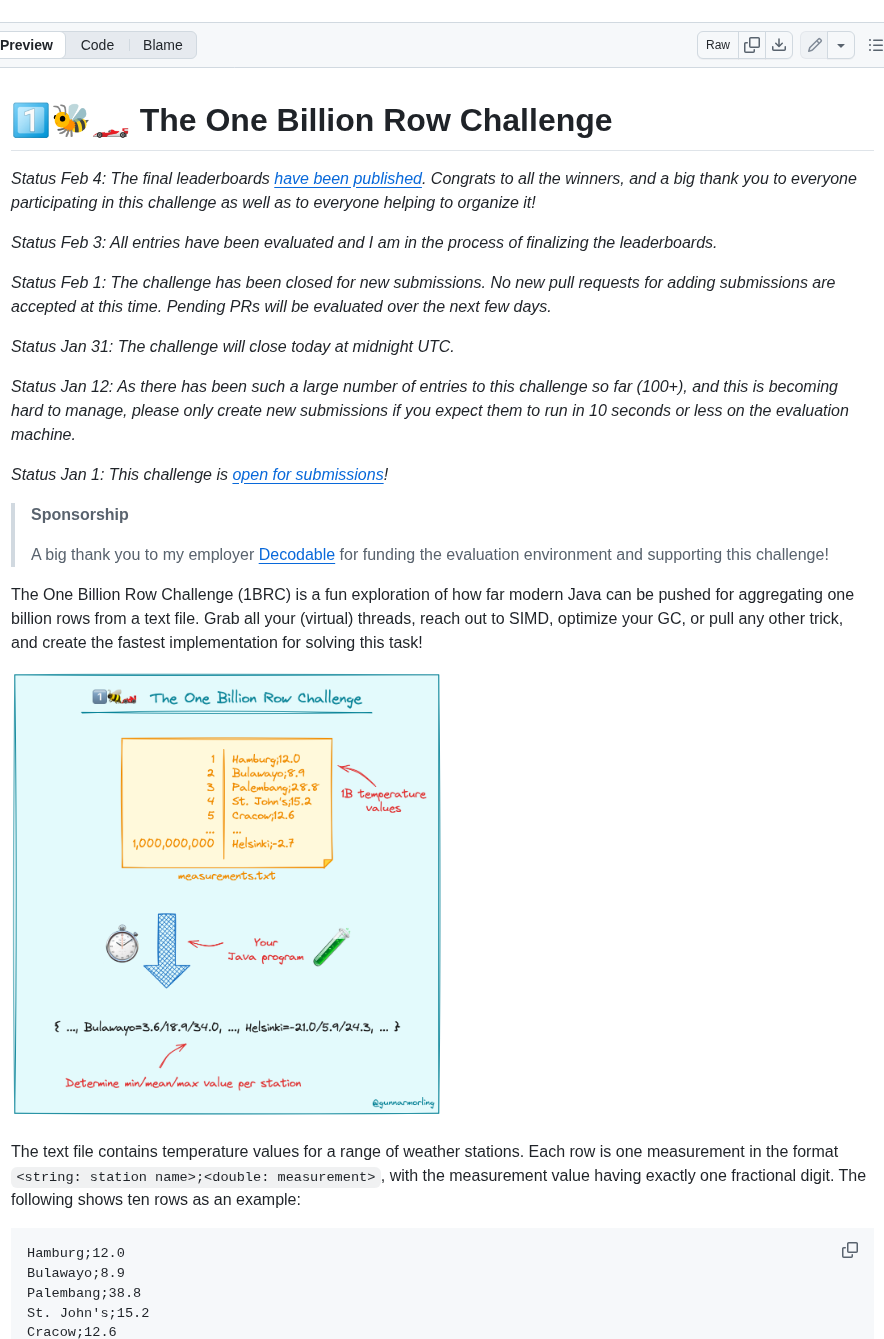 Preview Code Blame Raw
1 The One Billion Row Challenge
Status Feb 4: The final leaderboards have been published. Congrats to all the winners, and a big thank you to everyone
participating in this challenge as well as to everyone helping to organize it!
Status Feb 3: All entries have been evaluated and I am in the process of finalizing the leaderboards.
Status Feb 1: The challenge has been closed for new submissions. No new pull requests for adding submissions are
accepted at this time. Pending PRs will be evaluated over the next few days.
Status Jan 31: The challenge will close today at midnight UTC.
Status Jan 12: As there has been such a large number of entries to this challenge so far (100+), and this is becoming
hard to manage, please only create new submissions if you expect them to run in 10 seconds or less on the evaluation
machine.
Status Jan 1: This challenge is open for submissions!
Sponsorship
A big thank you to my employer Decodable for funding the evaluation environment and supporting this challenge!
The One Billion Row Challenge (1BRC) is a fun exploration of how far modern Java can be pushed for aggregating one
billion rows from a text file. Grab all your (virtual) threads, reach out to SIMD, optimize your GC, or pull any other trick,
and create the fastest implementation for solving this task!
1 The One Billion Row Challenge
1 Hamburg;12.0
2 Bulawayo;8.9
3 Palembang;28.8
4 St. John's;15.2
5 Cracow;12.6
... ...
1,000,000,000 Helsinki;-2.7
1B temperature
values
measurements.txt
Your
Java program
{ ..., Bulawayo=3.6/18.9/34.0, ..., Helsinki=-21.0/5.9/24.3, ... }
Determine min/mean/max value per station
@gunnarmorling
The text file contains temperature values for a range of weather stations. Each row is one measurement in the format
<string: station name>;<double: measurement>, with the measurement value having exactly one fractional digit. The
following shows ten rows as an example:
Hamburg;12.0
Bulawayo;8.9
Palembang;38.8
St. John's;15.2
Cracow;12.6